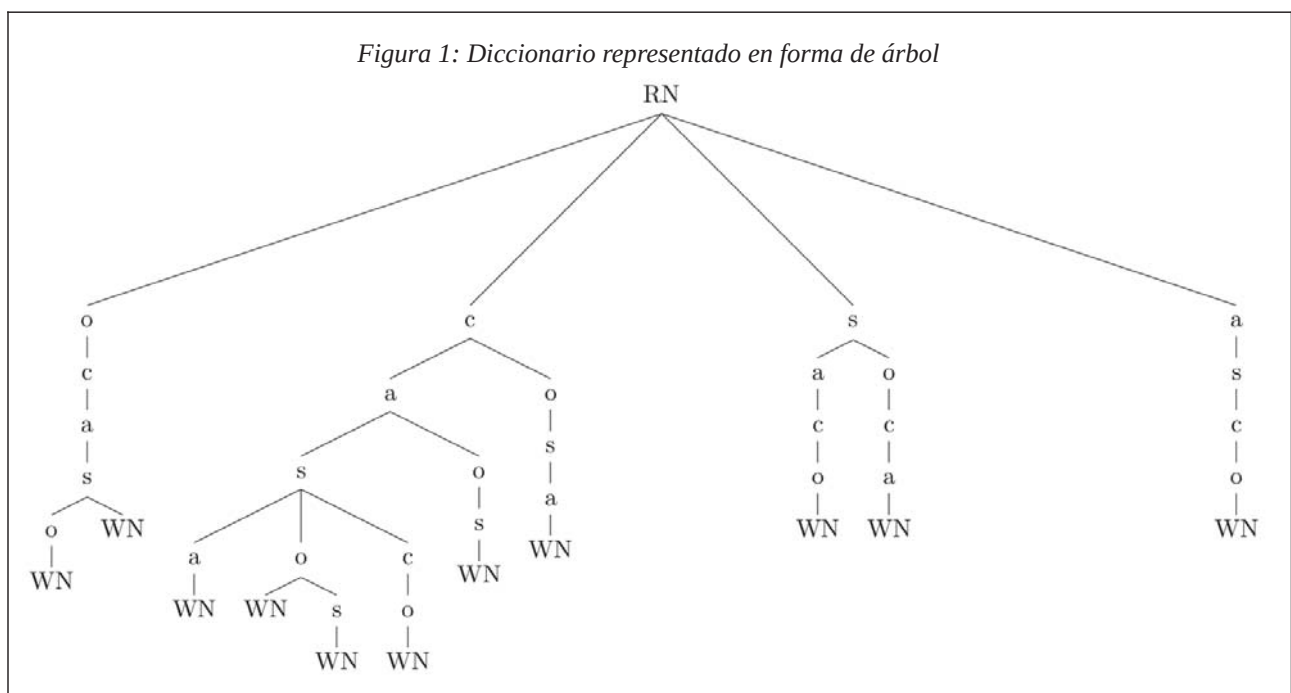 Figura 1: Diccionario representado en forma de árbol
RN
o c s a
c a o a o s
a s o s c c c
s a o c s a o a o
o WN WN WN WN WN
WN a o c s WN
WN WN s o WN
WN WN